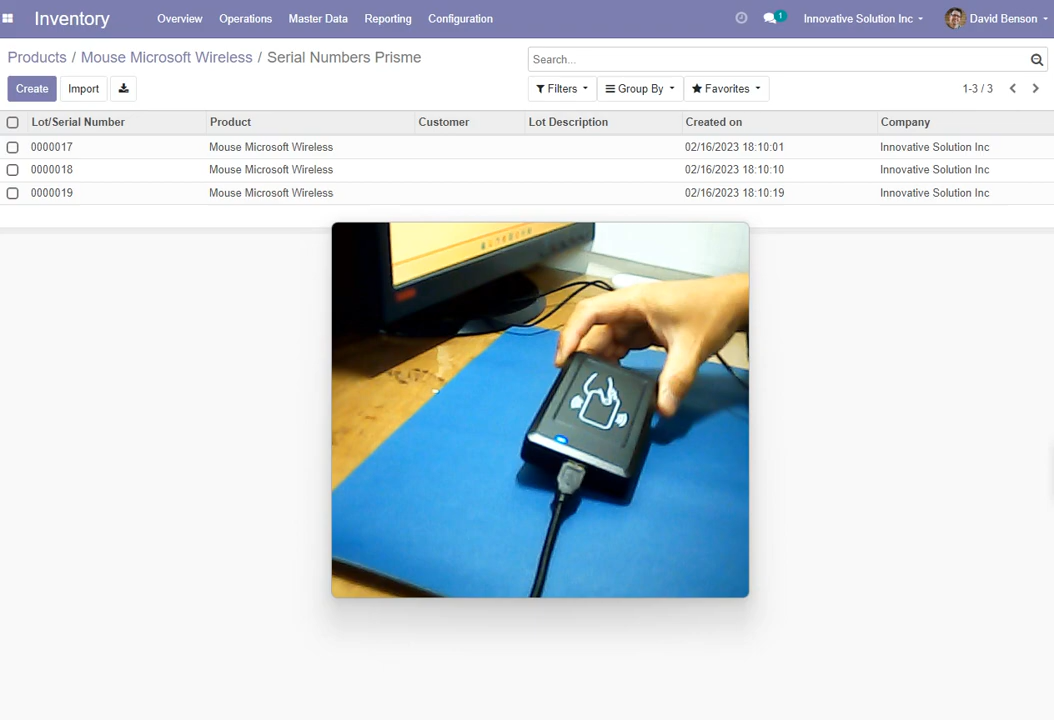 Inventory Overview Operations Master Data Reporting Configuration 1 Innovative Solution Inc David Benson
Products / Mouse Microsoft Wireless / Serial Numbers Prisme Search...
Create Import Filters Group By Favorites 1-3 / 3
Lot/Serial Number Product Customer Lot Description Created on Company
0000017 Mouse Microsoft Wireless 02/16/2023 18:10:01 Innovative Solution Inc
0000018 Mouse Microsoft Wireless 02/16/2023 18:10:10 Innovative Solution Inc
0000019 Mouse Microsoft Wireless 02/16/2023 18:10:19 Innovative Solution Inc